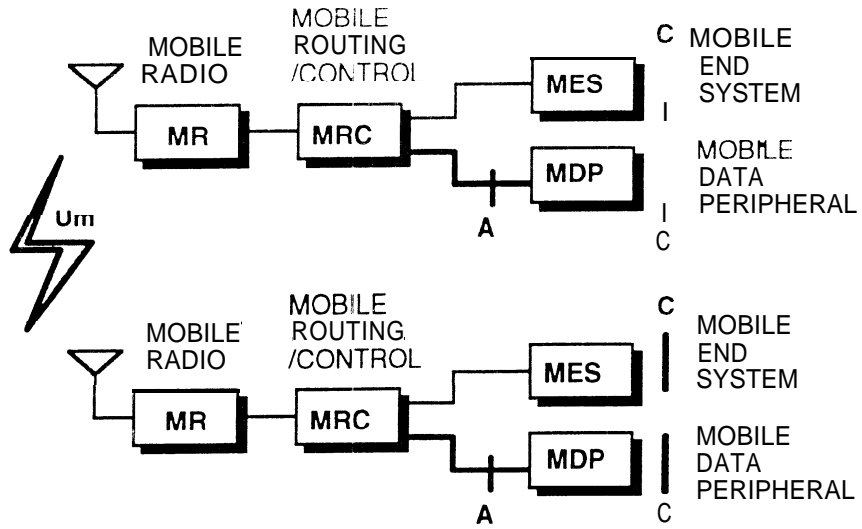 MOBILE
ROUTING
/CONTROL
MOBILE
RADIO
C
MOBILE
END
SYSTEM
MES
MR
MRC
I
MOBILE
DATA
PERIPHERAL
MDP
I
C
A
Um
MOBILE
ROUTING
/CONTROL
MOBILE
RADIO
C
MOBILE
END
SYSTEM
MES
MR
MRC
MOBILE
DATA
PERIPHERAL
MDP
C
A